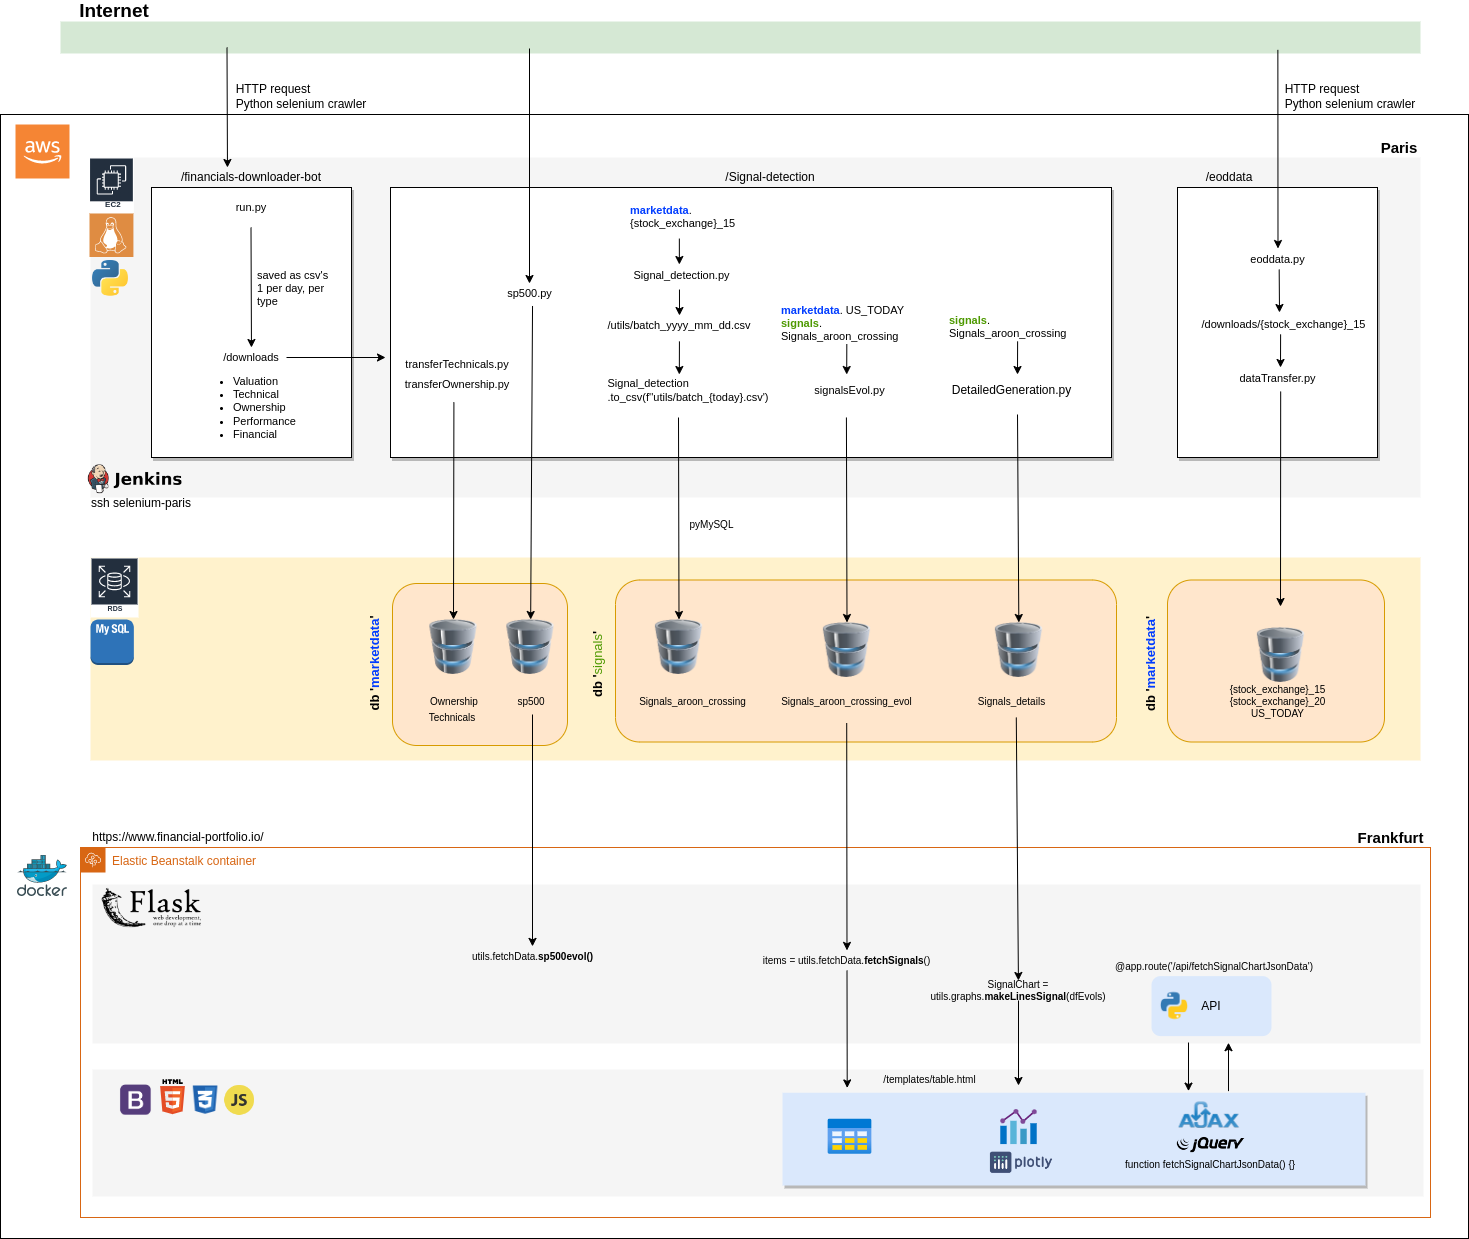 Internet
HTTP request
Python selenium crawler
HTTP request
Python selenium crawler
aws
Paris
EC2
/financials-downloader-bot
run.py
saved as csv's
1 per day, per
type
/downloads
Valuation
Technical
Ownership
Performance
Financial
/Signal-detection
marketdata.
{stock_exchange}_15
Signal_detection.py
sp500.py
/utils/batch_yyyy_mm_dd.csv
marketdata. US_TODAY
signals.
Signals_aroon_crossing
signals.
Signals_aroon_crossing
transferTechnicals.py
transferOwnership.py
Signal_detection
.to_csv(f"utils/batch_{today}.csv')
signalsEvol.py
DetailedGeneration.py
/eoddata
eoddata.py
/downloads/{stock_exchange}_15
dataTransfer.py
Jenkins
ssh selenium-paris
pyMySQL
RDS
My SQL
db 'marketdata'
Ownership
Technicals
sp500
db 'signals'
Signals_aroon_crossing
Signals_aroon_crossing_evol
Signals_details
db 'marketdata'
{stock_exchange}_15
{stock_exchange}_20
US_TODAY
https://www.financial-portfolio.io/
Frankfurt
docker
Elastic Beanstalk container
Flask
web development,
one drop at a time
utils.fetchData.sp500evol()
items = utils.fetchData.fetchSignals()
SignalChart =
utils.graphs.makeLinesSignal(dfEvols)
@app.route('/api/fetchSignalChartJsonData')
API
B
HTML
5
3
JS
/templates/table.html
plotly
AJAX
jQuery
function fetchSignalChartJsonData() {}